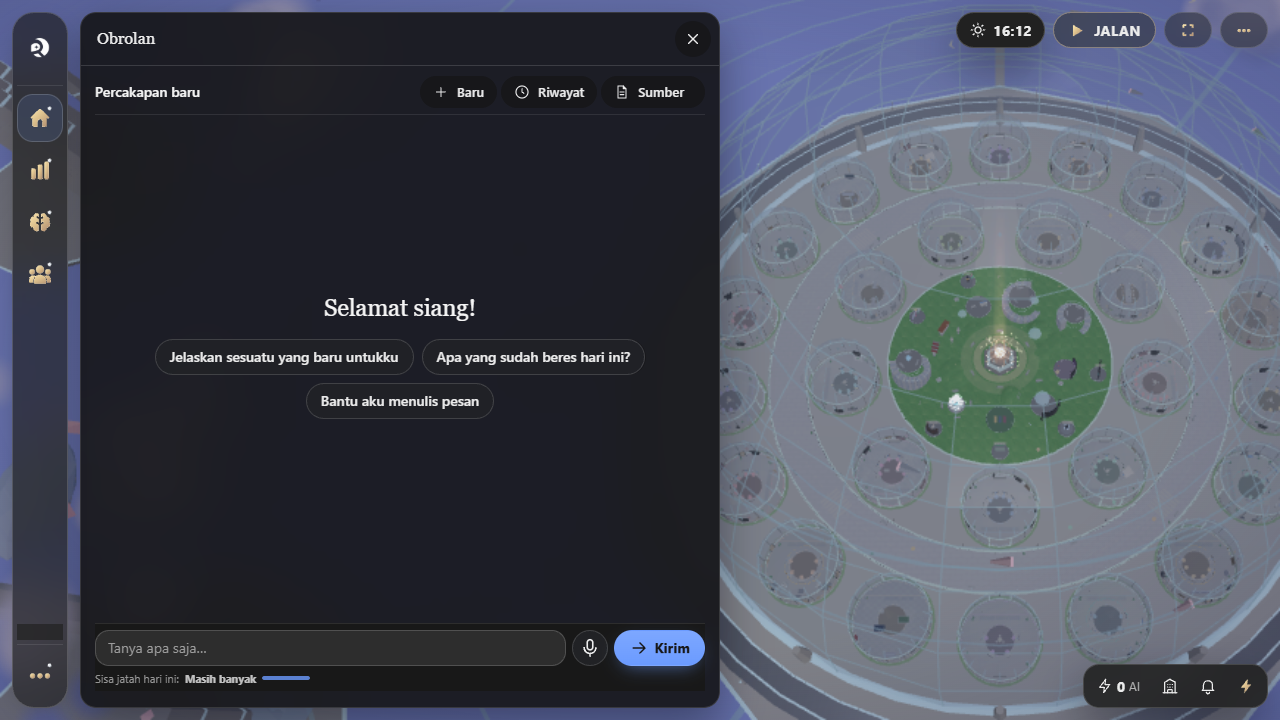 Obrolan
16:12
JALAN
Percakapan baru
Baru
Riwayat
Sumber
Selamat siang!
Jelaskan sesuatu yang baru untukku
Apa yang sudah beres hari ini?
Bantu aku menulis pesan
Tanya apa saja...
Kirim
Sisa jatah hari ini: Masih banyak
0 AI